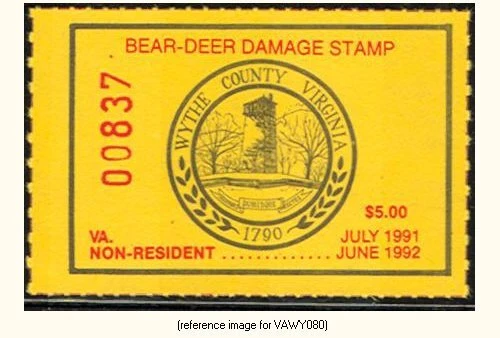 BEAR-DEER DAMAGE STAMP
00837
WYTHE COUNTY VIRGINIA
1790
$5.00
VA. JULY 1991
NON-RESIDENT ............. JUNE 1992
(reference image for VAWY080)